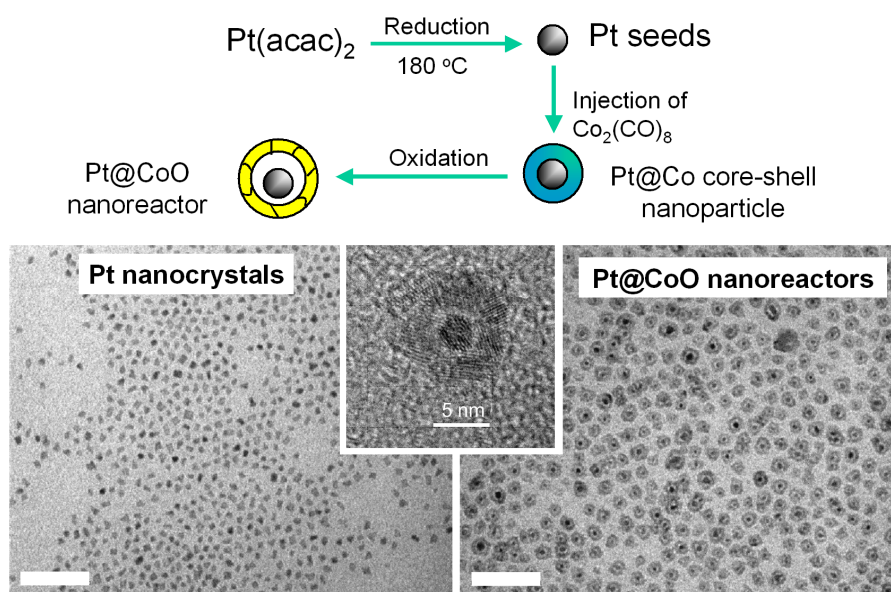 Pt(acac)2
Reduction
180 oC
Pt seeds
Injection of
Co2(CO)8
Pt@CoO
nanoreactor
Oxidation
Pt@Co core-shell
nanoparticle
Pt nanocrystals
5 nm
Pt@CoO nanoreactors